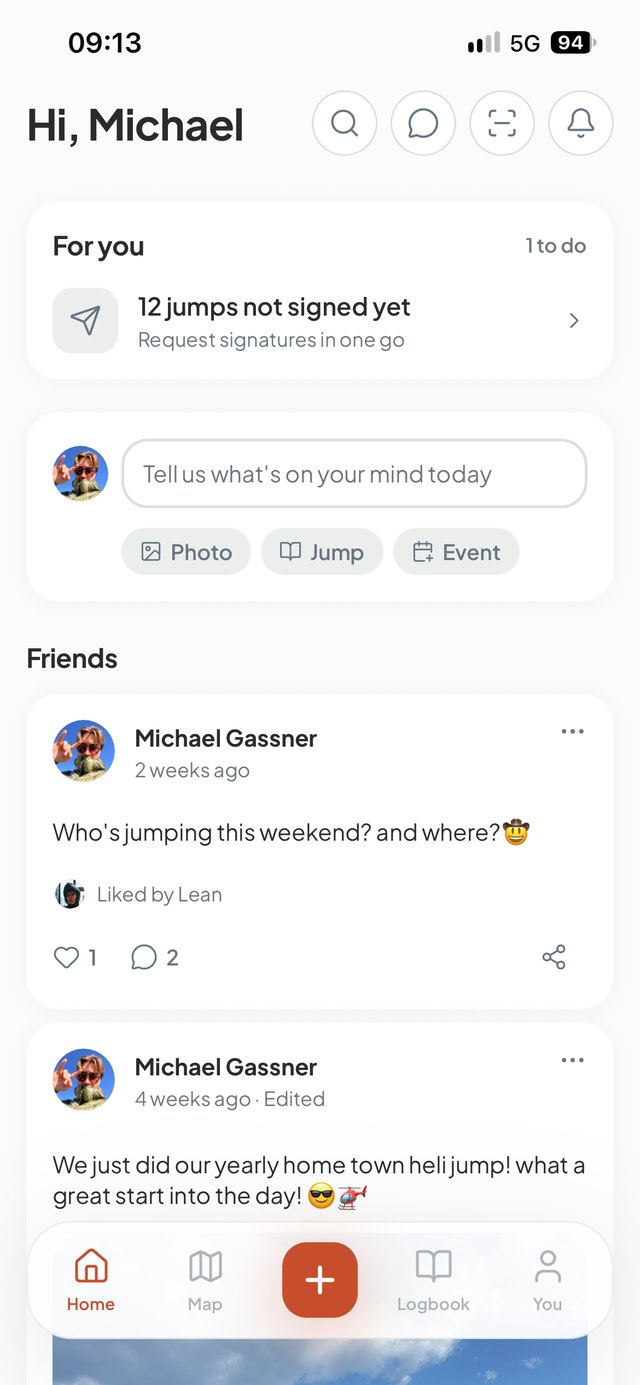 09:13
5G 94
Hi, Michael
For you
1 to do
12 jumps not signed yet
Request signatures in one go
Tell us what's on your mind today
Photo
Jump
Event
Friends
Michael Gassner
2 weeks ago
Who's jumping this weekend? and where?🤠
Liked by Lean
1
2
Michael Gassner
4 weeks ago · Edited
We just did our yearly home town heli jump! what a
great start into the day! 😎🚁
Home
Map
Logbook
You